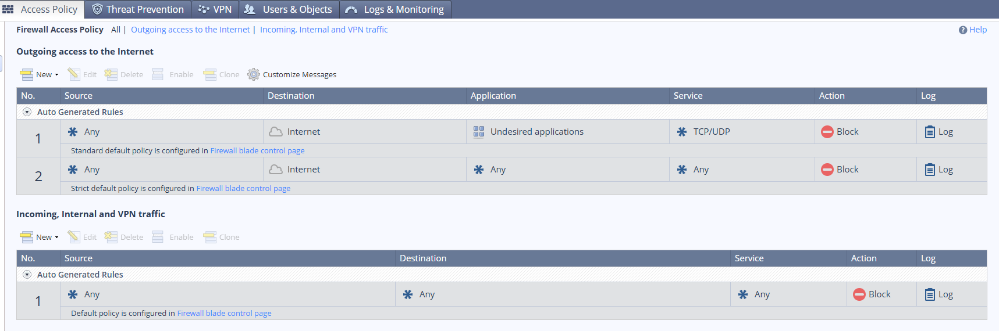 Access Policy Threat Prevention VPN Users & Objects Logs & Monitoring
Firewall Access Policy All | Outgoing access to the Internet | Incoming, Internal and VPN traffic Help
Outgoing access to the Internet
New Edit Delete Enable Clone Customize Messages
No. Source Destination Application Service Action Log
Auto Generated Rules
1 Any Internet Undesired applications TCP/UDP Block Log
Standard default policy is configured in Firewall blade control page
2 Any Internet Any Any Block Log
Strict default policy is configured in Firewall blade control page
Incoming, Internal and VPN traffic
New Edit Delete Enable Clone
No. Source Destination Service Action Log
Auto Generated Rules
1 Any Any Any Block Log
Default policy is configured in Firewall blade control page